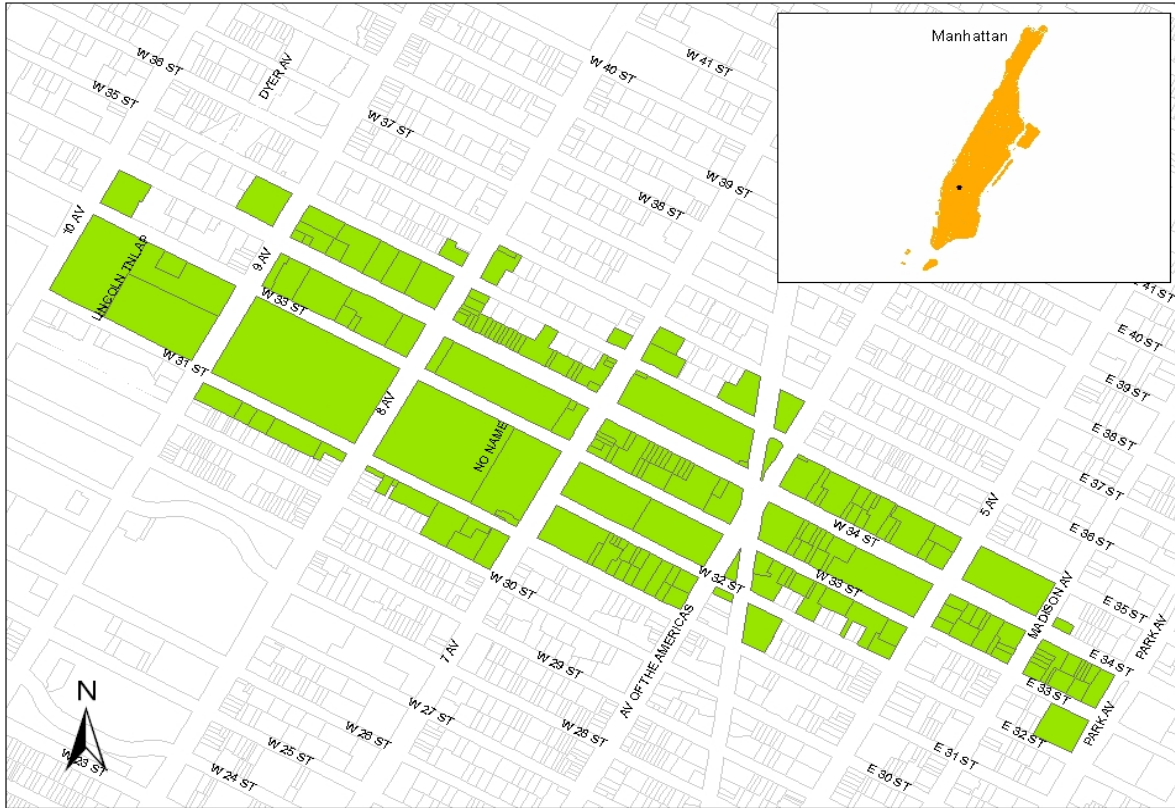 Manhattan
W 36 ST
DYER AV
W 40 ST
W 41 ST
W 35 ST
W 37 ST
W 39 ST
W 38 ST
10 AV
LINCOLN TNL AP
9 AV
W 33 ST
E 41 ST
E 40 ST
E 39 ST
W 31 ST
8 AV
NO NAME
E 38 ST
E 37 ST
5 AV
W 34 ST
E 36 ST
W 32 ST
W 33 ST
MADISON AV
E 35 ST
PARK AV
W 30 ST
7 AV
AV OF THE AMERICAS
E 34 ST
W 29 ST
E 33 ST
N
W 27 ST
W 28 ST
E 32 ST
PARK AV
W 26 ST
E 31 ST
W 25 ST
W 23 ST
W 24 ST
E 30 ST